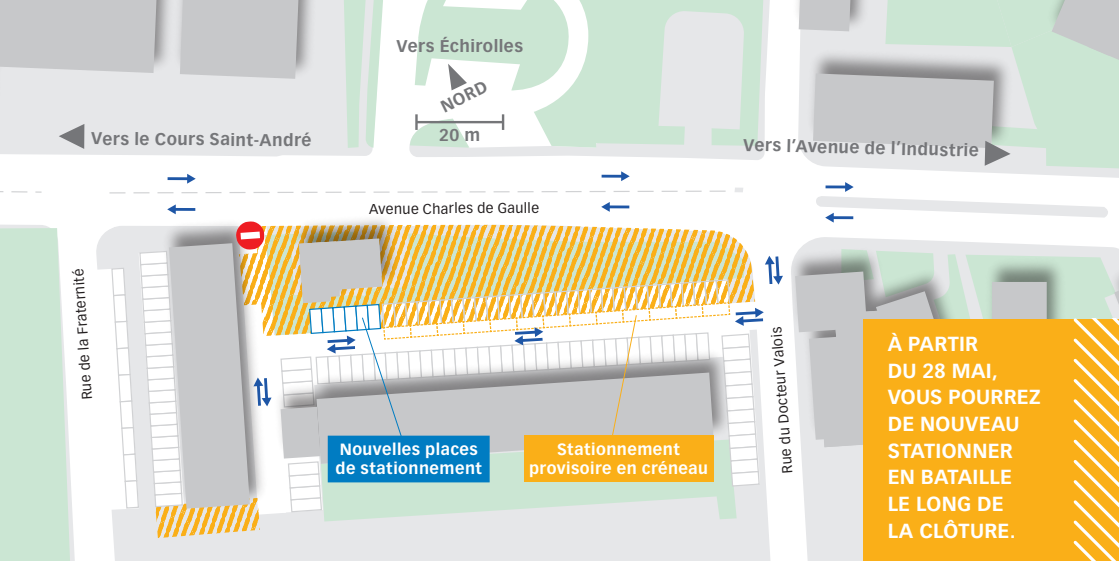 Vers Échirolles
NORD
20 m
Vers le Cours Saint-André
Vers l'Avenue de l'Industrie
Avenue Charles de Gaulle
Rue de la Fraternité
Rue du Docteur Valois
Nouvelles places
de stationnement
Stationnement
provisoire en créneau
À PARTIR
DU 28 MAI,
VOUS POURREZ
DE NOUVEAU
STATIONNER
EN BATAILLE
LE LONG DE
LA CLÔTURE.